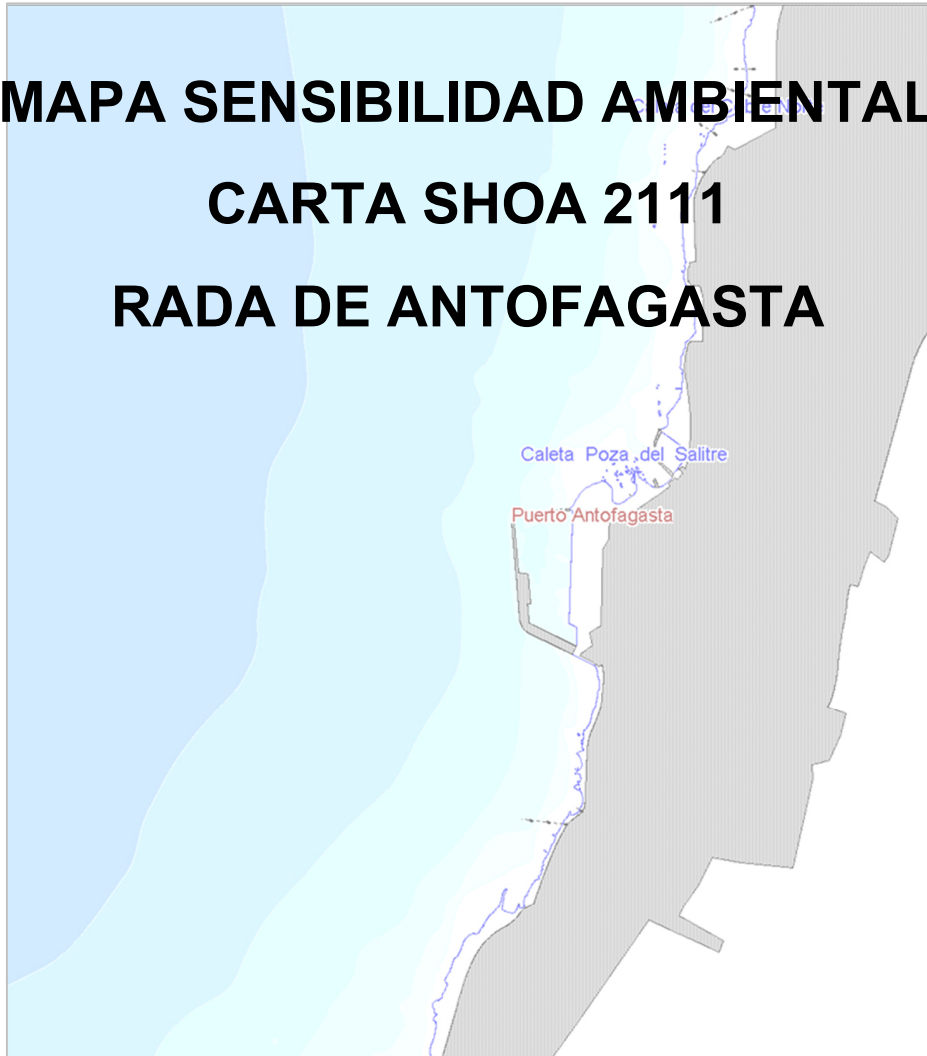 MAPA SENSIBILIDAD AMBIENTAL
CARTA SHOA 2111
RADA DE ANTOFAGASTA
Caleta Poza del Salitre
Puerto Antofagasta